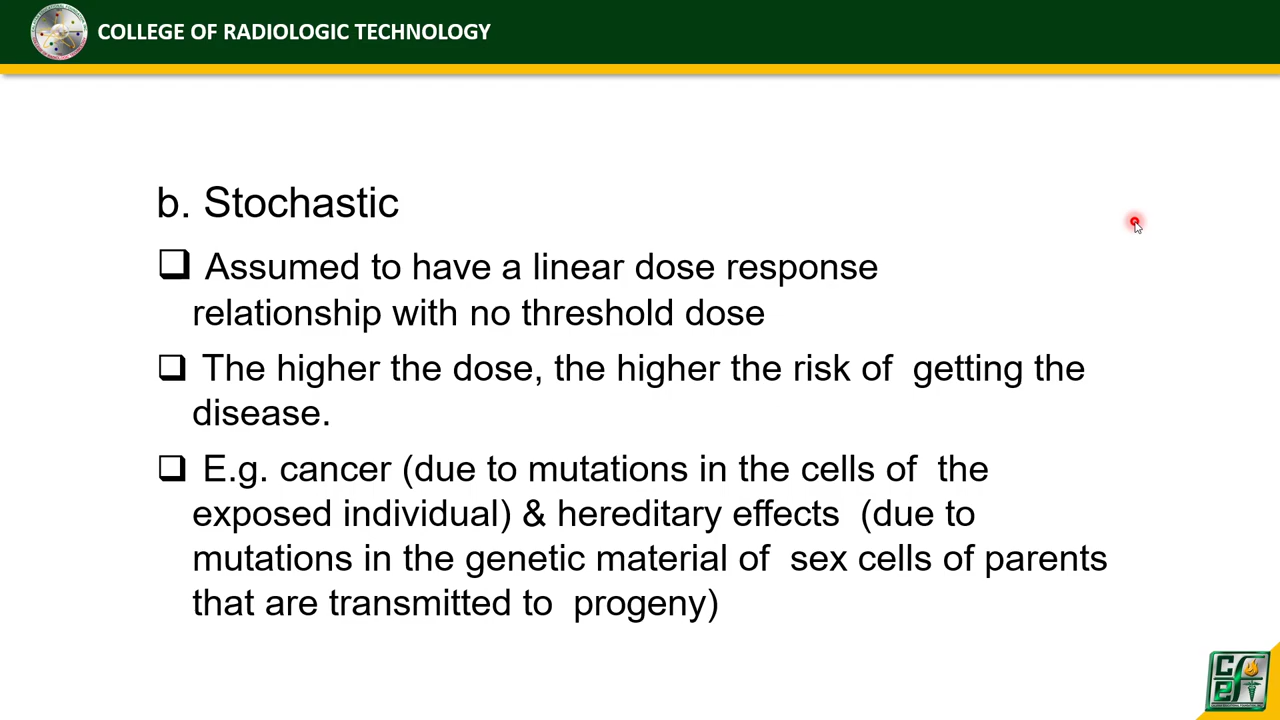 COLLEGE OF RADIOLOGIC TECHNOLOGY
b. Stochastic
Assumed to have a linear dose response
relationship with no threshold dose
The higher the dose, the higher the risk of getting the
disease.
E.g. cancer (due to mutations in the cells of the
exposed individual) & hereditary effects (due to
mutations in the genetic material of sex cells of parents
that are transmitted to progeny)